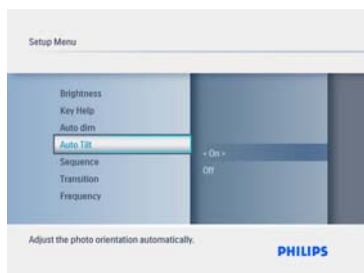 Setup Menu
Brightness
Key Help
Auto dim
Auto Tilt
Sequence
Transition
Frequency
< On >
Off
Adjust the photo orientation automatically.
PHILIPS